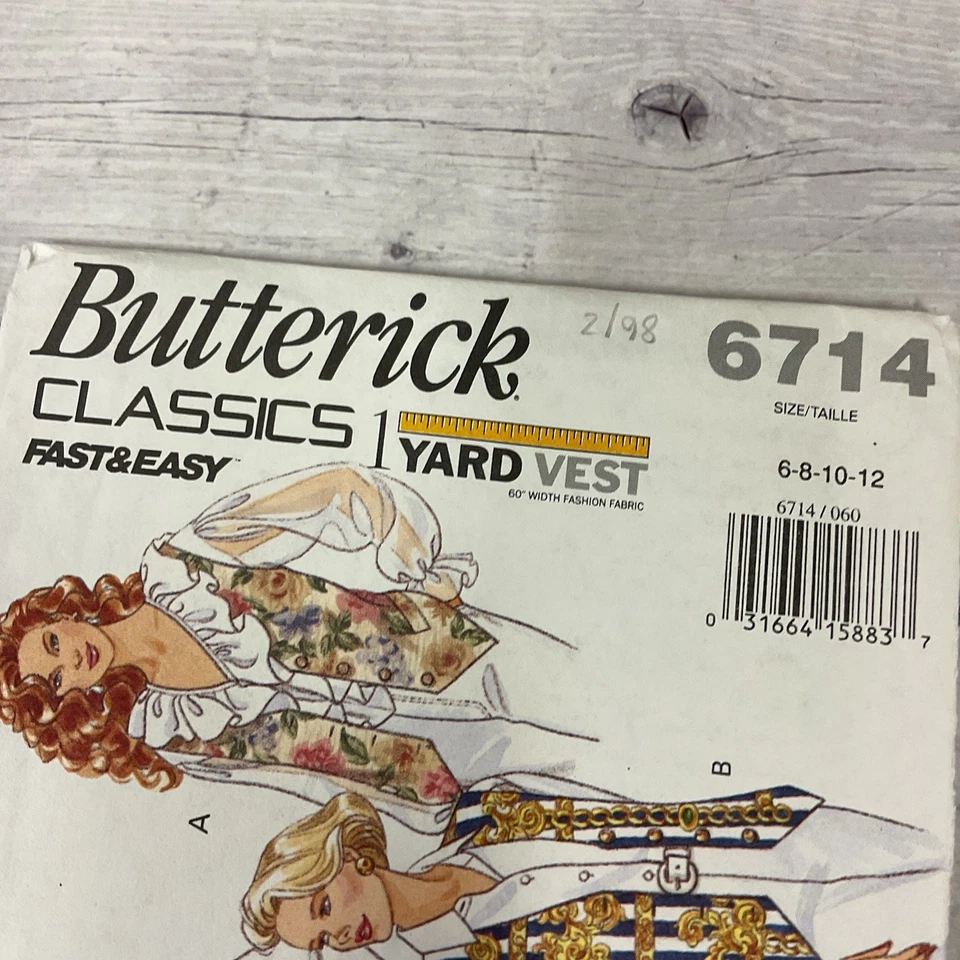 Butterick
2/98
6714
CLASSICS
FAST&EASY™
1 YARD VEST
60" WIDTH FASHION FABRIC
SIZE/TAILLE
6-8-10-12
6714 / 060
0 31664 15883 7
A
B